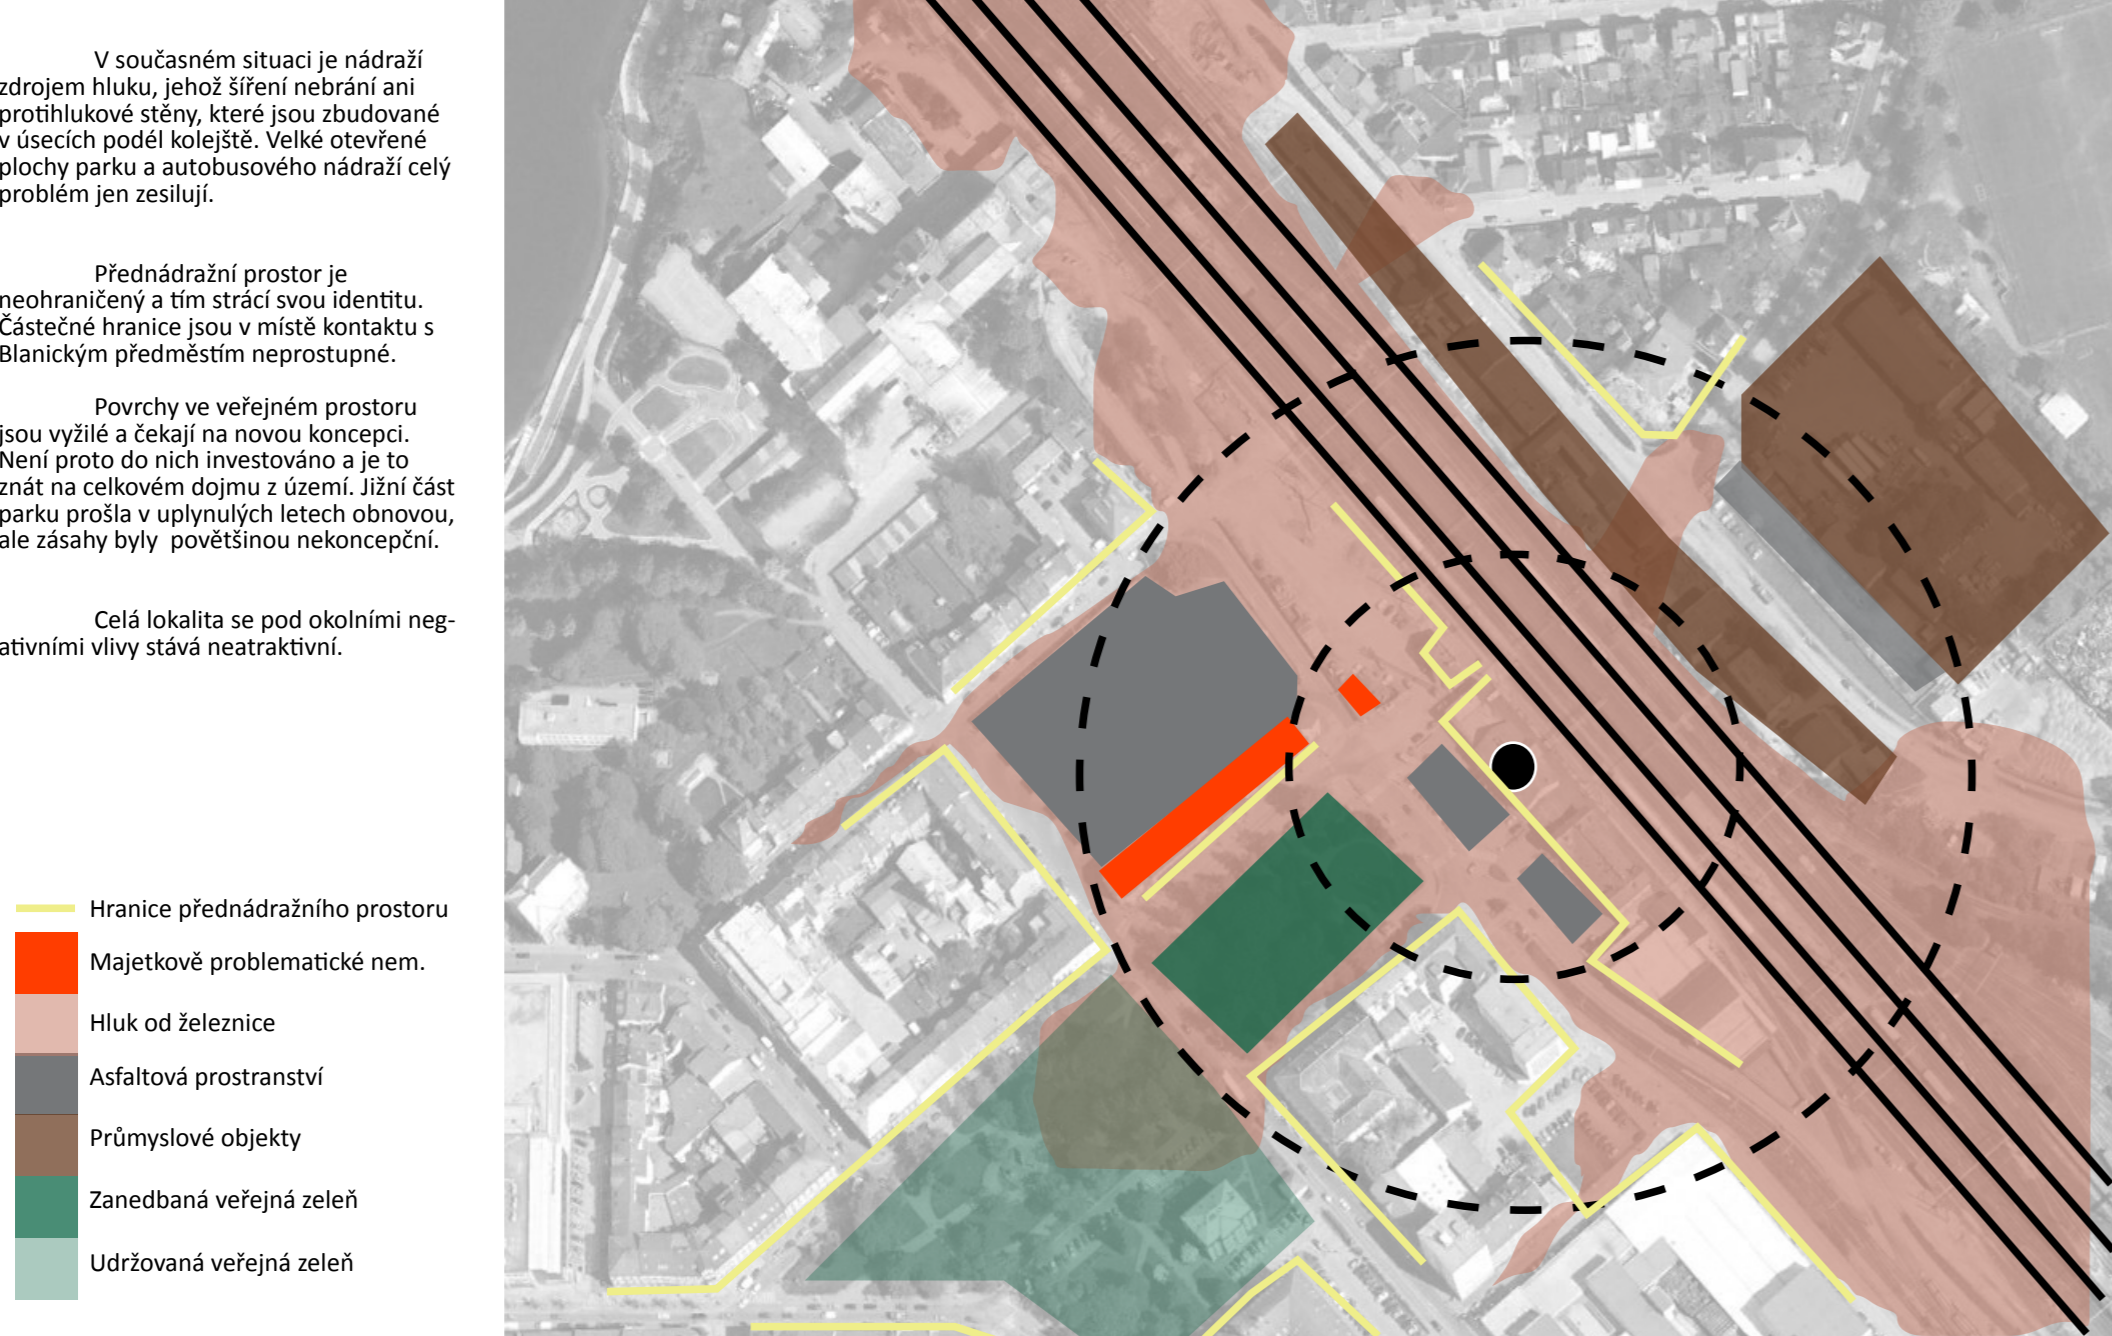 V současném situaci je nádraží
zdrojem hluku, jehož šíření nebrání ani
protihlukové stěny, které jsou zbudované
v úsecích podél kolejště. Velké otevřené
plochy parku a autobusového nádraží celý
problém jen zesilují.
Přednádražní prostor je
neohraničený a tím strácí svou identitu.
Částečné hranice jsou v místě kontaktu s
Blanickým předměstím neprostupné.
Povrchy ve veřejném prostoru
jsou vyžilé a čekají na novou koncepci.
Není proto do nich investováno a je to
znát na celkovém dojmu z území. Jižní část
parku prošla v uplynulých letech obnovou,
ale zásahy byly  povětšinou nekoncepční.
Celá lokalita se pod okolními neg-
ativními vlivy stává neatraktivní.
Hranice přednádražního prostoru
Majetkově problematické nem.
Hluk od železnice
Asfaltová prostranství
Průmyslové objekty
Zanedbaná veřejná zeleň
Udržovaná veřejná zeleň